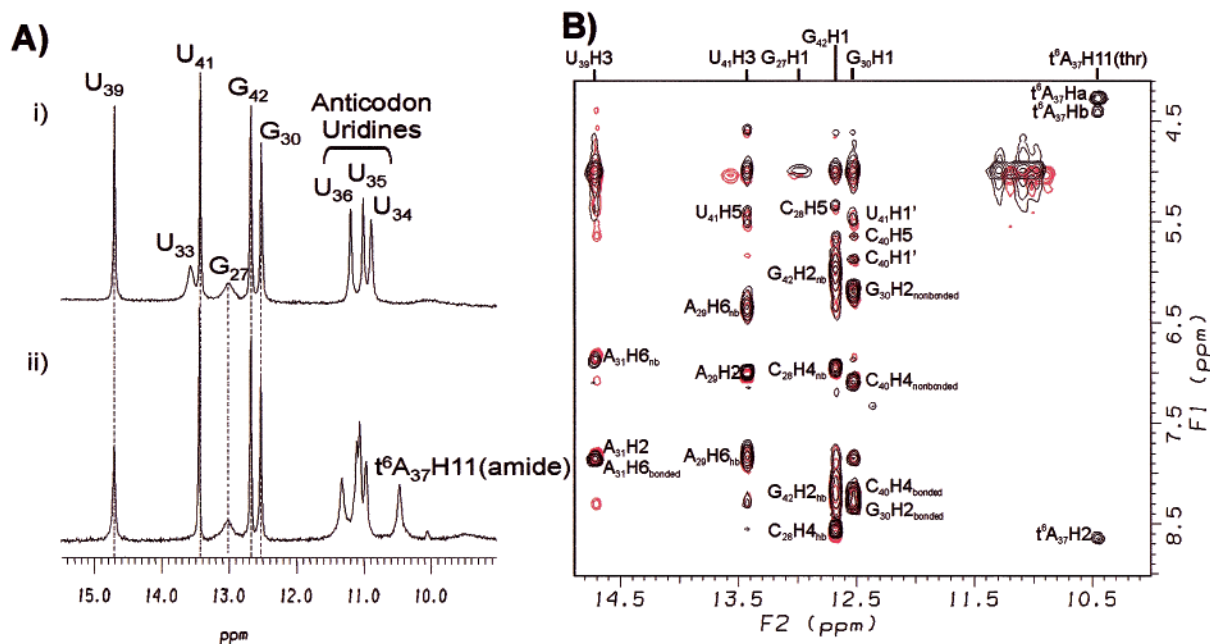 A)
i)
U₃₉
U₄₁
G₄₂
G₃₀
Anticodon
Uridines
U₃₆
U₃₅
U₃₄
U₃₃
G₂₇
ii)
t⁶A₃₇H11(amide)
15.0 14.0 13.0 12.0 11.0 10.0
ppm
B)
G₄₂H1
U₃₉H3 U₄₁H3 G₂₇H1 G₃₀H1 t⁶A₃₇H11(thr)
t⁶A₃₇Ha
t⁶A₃₇Hb
U₄₁H5
C₂₈H5
U₄₁H1'
C₄₀H5
C₄₀H1'
G₄₂H2nb
G₃₀H2nonbonded
A₂₉H6nb
A₃₁H6nb
A₂₉H2
C₂₈H4nb
C₄₀H4nonbonded
A₃₁H2
A₃₁H6bonded
A₂₉H6hb
G₄₂H2hb
C₄₀H4bonded
G₃₀H2bonded
C₂₈H4hb
t⁶A₃₇H2
4.5
5.5
6.5
7.5
8.5
F1 (ppm)
14.5 13.5 12.5 11.5 10.5
F2 (ppm)